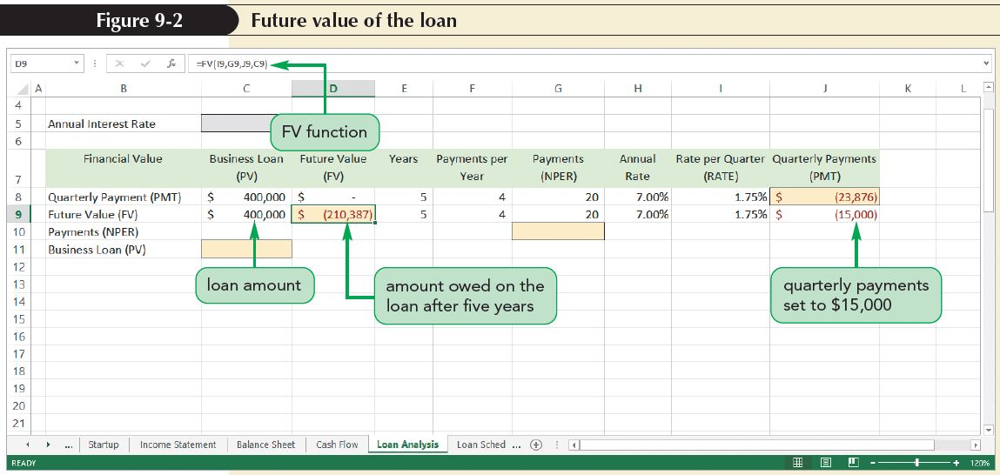 Figure 9-2 Future value of the loan
D9 fx =FV(I9,G9,J9,C9)
A B C D E F G H I J K L
4
5 Annual Interest Rate
FV function
6
Financial Value Business Loan Future Value Years Payments per Payments Annual Rate per Quarter Quarterly Payments
7 (PV) (FV) Year (NPER) Rate (RATE) (PMT)
8 Quarterly Payment (PMT) $ 400,000 $ - 5 4 20 7.00% 1.75% $ (23,876)
9 Future Value (FV) $ 400,000 $ (210,387) 5 4 20 7.00% 1.75% $ (15,000)
10 Payments (NPER)
11 Business Loan (PV)
12
13 loan amount amount owed on the quarterly payments
14 loan after five years set to $15,000
15
16
17
18
19
20
21
... Startup Income Statement Balance Sheet Cash Flow Loan Analysis Loan Sched ...
READY 120%